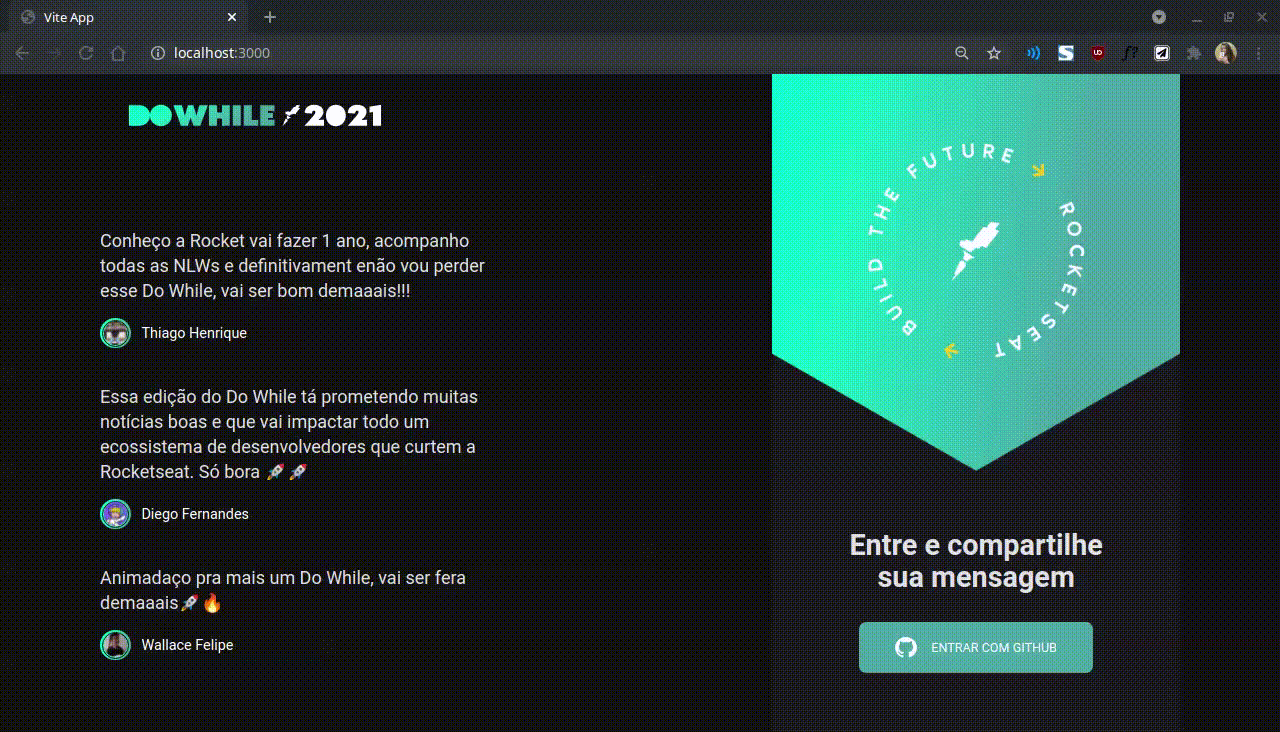 Vite App
localhost:3000
DOWHILE 2021
Conheço a Rocket vai fazer 1 ano, acompanho
todas as NLWs e definitivament enão vou perder
esse Do While, vai ser bom demaaais!!!
Thiago Henrique
Essa edição do Do While tá prometendo muitas
notícias boas e que vai impactar todo um
ecossistema de desenvolvedores que curtem a
Rocketseat. Só bora 🚀 🚀
Diego Fernandes
Animadaço pra mais um Do While, vai ser fera
demaaais🚀 🔥
Wallace Felipe
BUILD THE FUTURE
ROCKETSEAT
Entre e compartilhe
sua mensagem
ENTRAR COM GITHUB